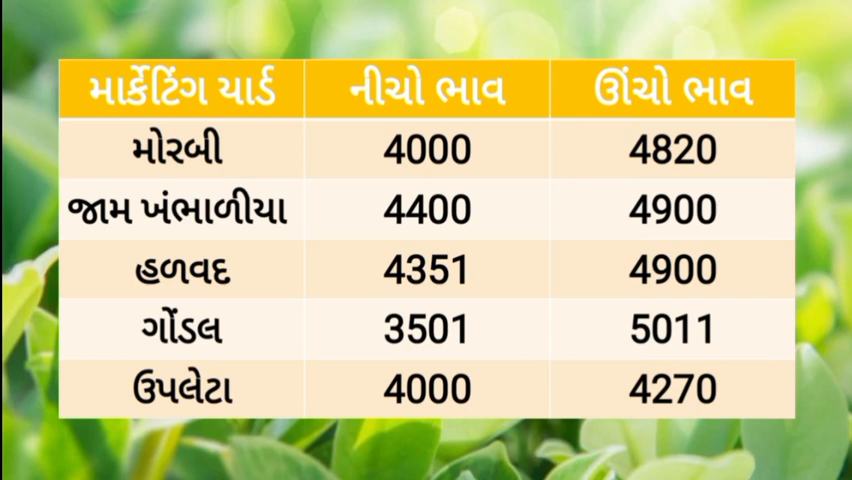 માર્કેટિંગ યાર્ડ નીચો ભાવ ઊંચો ભાવ
મોરબી 4000 4820
જામ ખંભાળીયા 4400 4900
હળવદ 4351 4900
ગોંડલ 3501 5011
ઉપલેટા 4000 4270